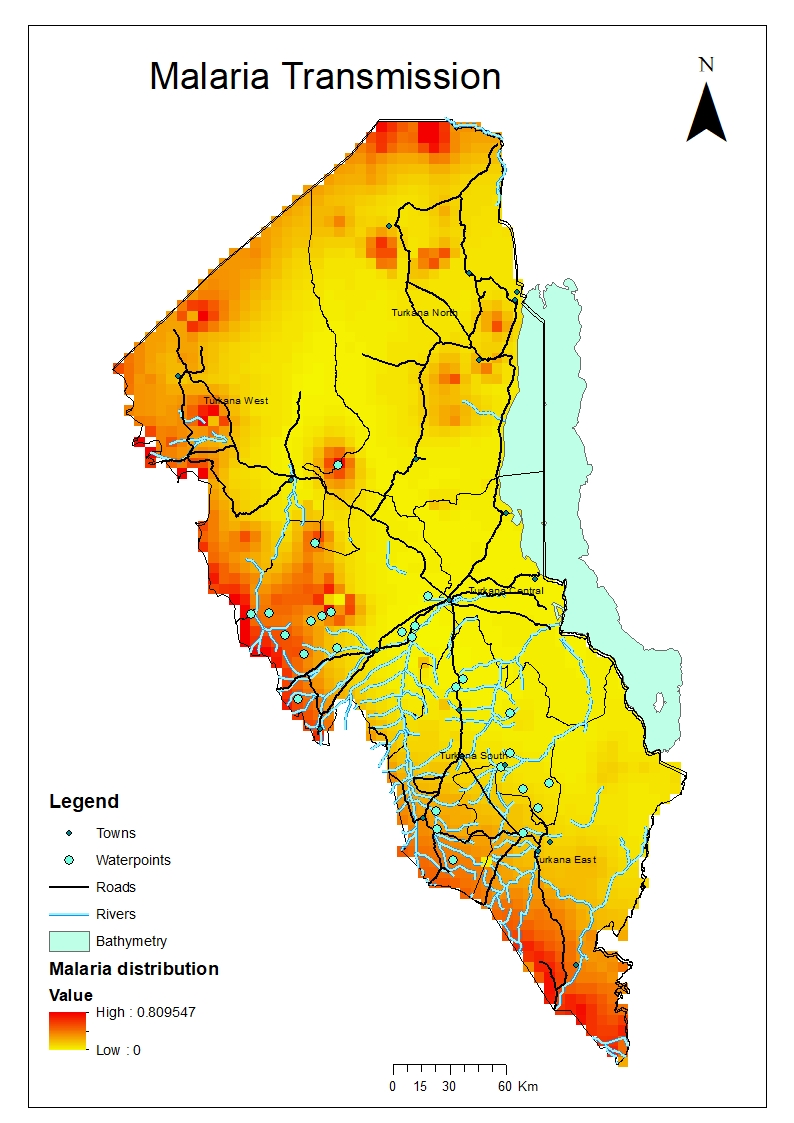 Malaria Transmission
N
Turkana North
Turkana West
Turkana Central
Turkana South
Turkana East
Legend
Towns
Waterpoints
Roads
Rivers
Bathymetry
Malaria distribution
Value
High : 0.809547
Low : 0
0 15 30 60 Km